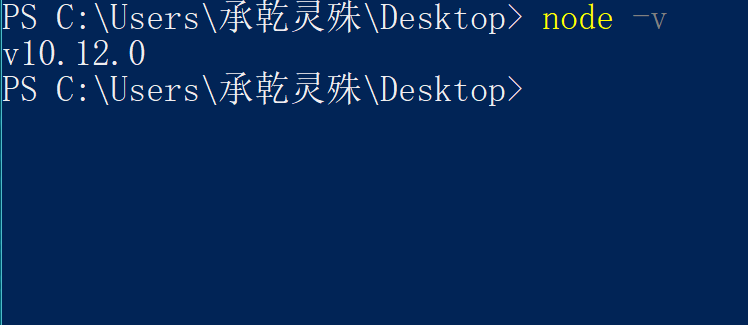 PS C:\Users\承乾灵殊\Desktop> node -v
v10.12.0
PS C:\Users\承乾灵殊\Desktop>